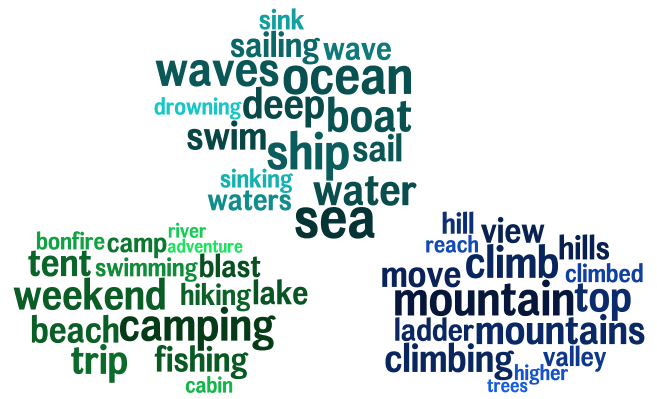 sink
sailing wave
waves ocean
drowning deep boat
swim ship sail
sinking water
waters sea
river
bonfire camp adventure
tent swimming blast
weekend hiking lake
beach camping
trip fishing
cabin
hill view
reach climb hills
move climbed
mountain top
ladder mountains
climbing valley
higher
trees